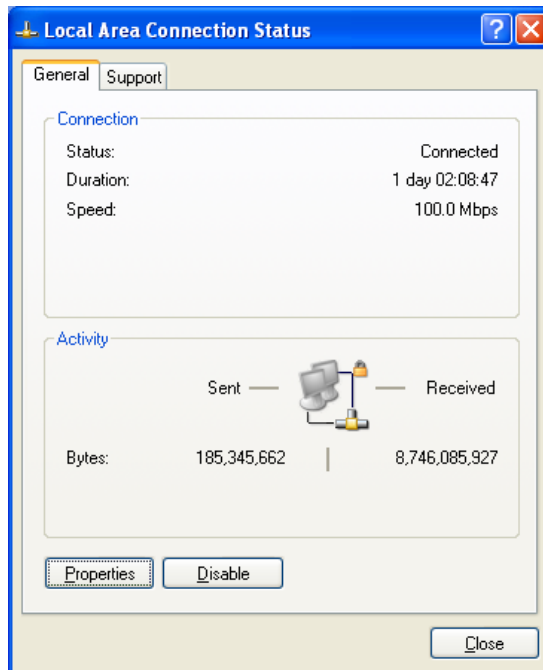 Local Area Connection Status
General Support
Connection
Status: Connected
Duration: 1 day 02:08:47
Speed: 100.0 Mbps
Activity
Sent Received
Bytes: 185,345,662 8,746,085,927
Properties Disable
Close